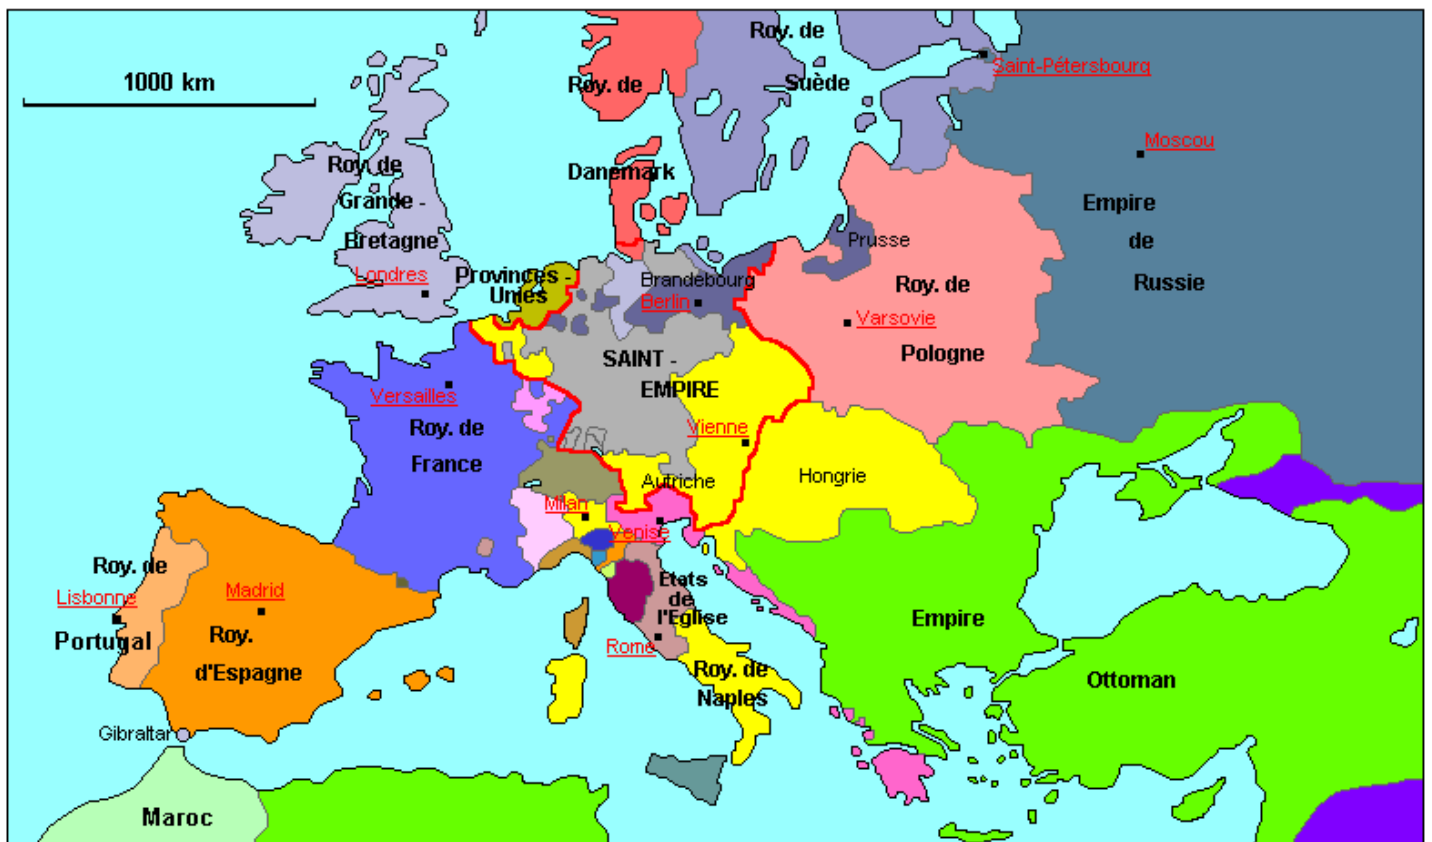 1000 km
Roy. de
Suède
Roy. de
Saint-Pétersbourg
Moscou
Roy. de
Grande -
Bretagne
Danemark
Empire
de
Russie
Prusse
Londres
Provinces -
Unies
Brandebourg
Berlin
Roy. de
Pologne
Varsovie
SAINT -
EMPIRE
Versailles
Roy. de
France
Vienne
Autriche
Hongrie
Milan
Venise
Roy. de
Portugal
Lisbonne
Madrid
Roy.
d'Espagne
Etats
de
l'Eglise
Rome
Roy. de
Naples
Empire
Ottoman
Gibraltar
Maroc